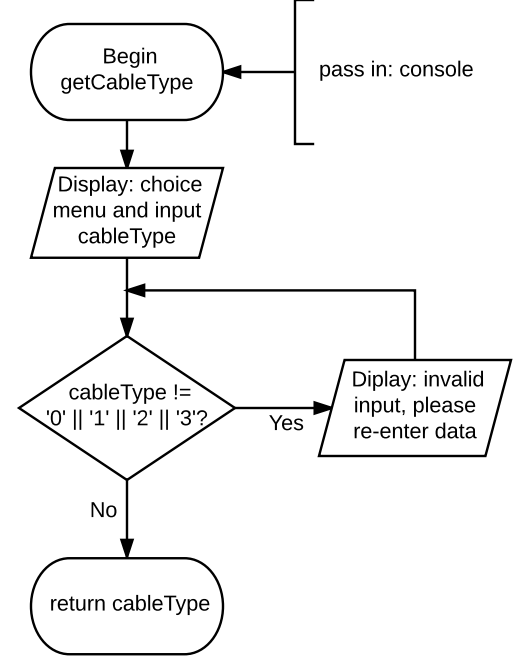 Begin
getCableType
pass in: console
Display: choice
menu and input
cableType
cableType !=
'0' || '1' || '2' || '3'?
Yes
Diplay: invalid
input, please
re-enter data
No
return cableType